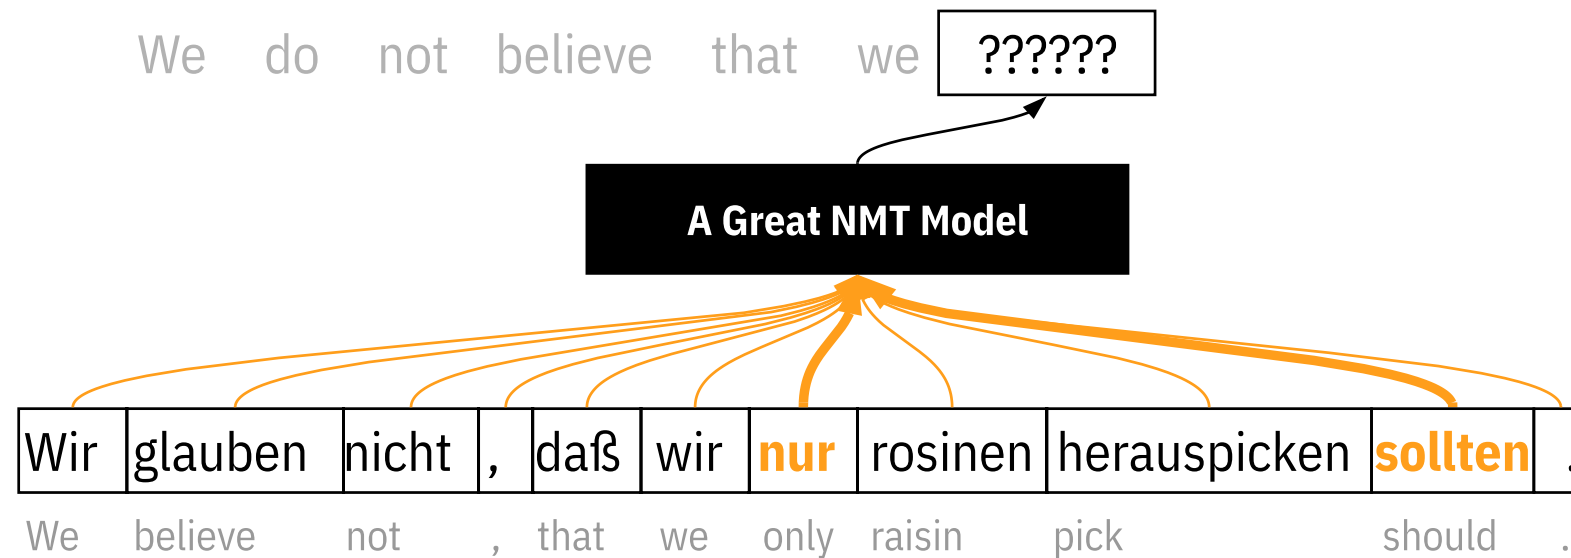 We do not believe that we ??????
A Great NMT Model
Wir glauben nicht , daß wir nur rosinen herauspicken sollten .
We believe not , that we only raisin pick should .